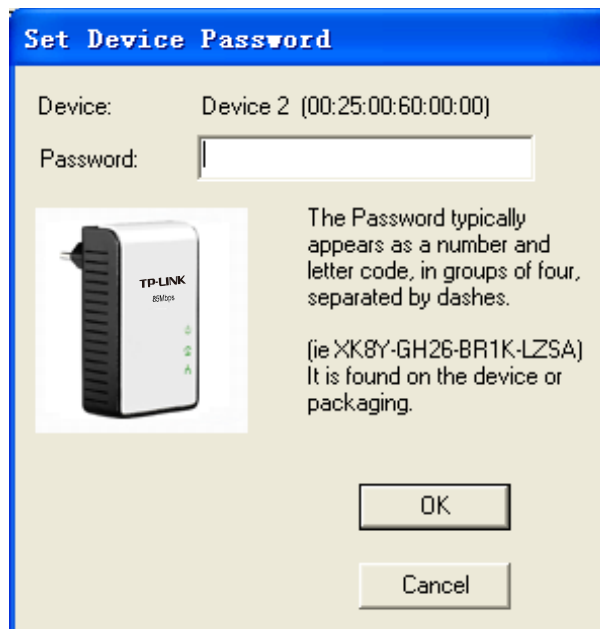 Set Device Password
Device: Device 2 (00:25:00:60:00:00)
Password:
The Password typically
appears as a number and
letter code, in groups of four,
separated by dashes.
(ie XK8Y-GH26-BR1K-LZSA)
It is found on the device or
packaging.
TP-LINK
85Mbps
OK
Cancel